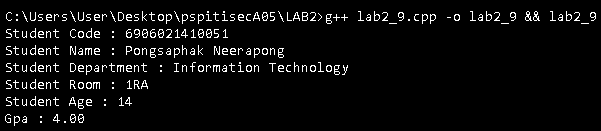 C:\Users\User\Desktop\pspitisecA05\LAB2>g++ lab2_9.cpp -o lab2_9 && lab2_9
Student Code : 6906021410051
Student Name : Pongsaphak Neerapong
Student Department : Information Technology
Student Room : 1RA
Student Age : 14
Gpa : 4.00